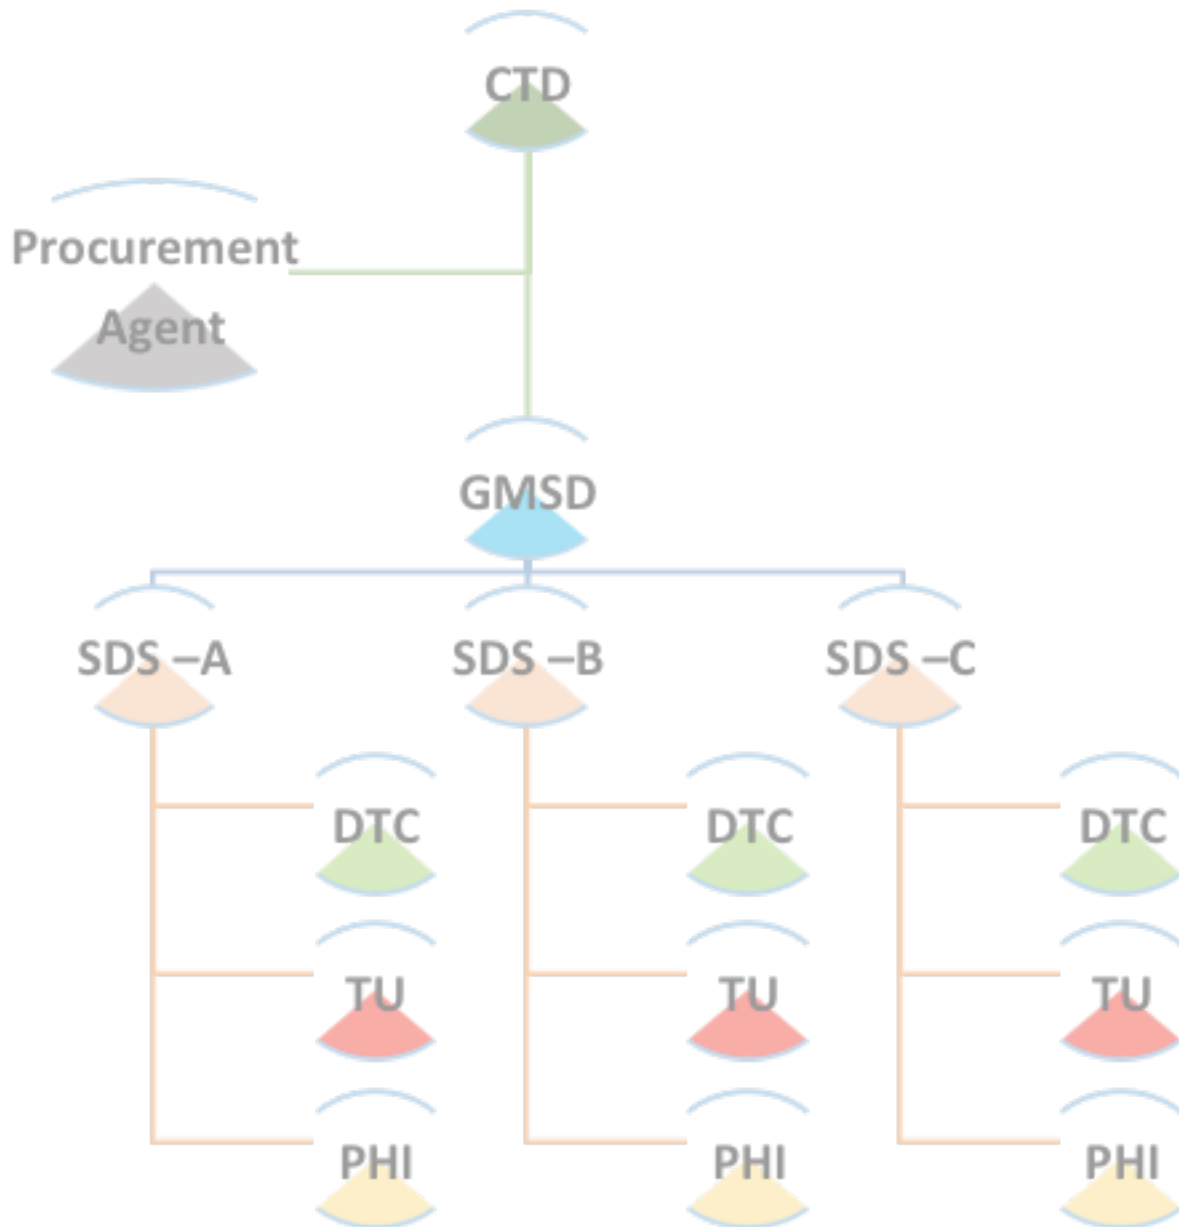 CTD
Procurement
Agent
GMSD
SDS –A
SDS –B
SDS –C
DTC
DTC
DTC
TU
TU
TU
PHI
PHI
PHI